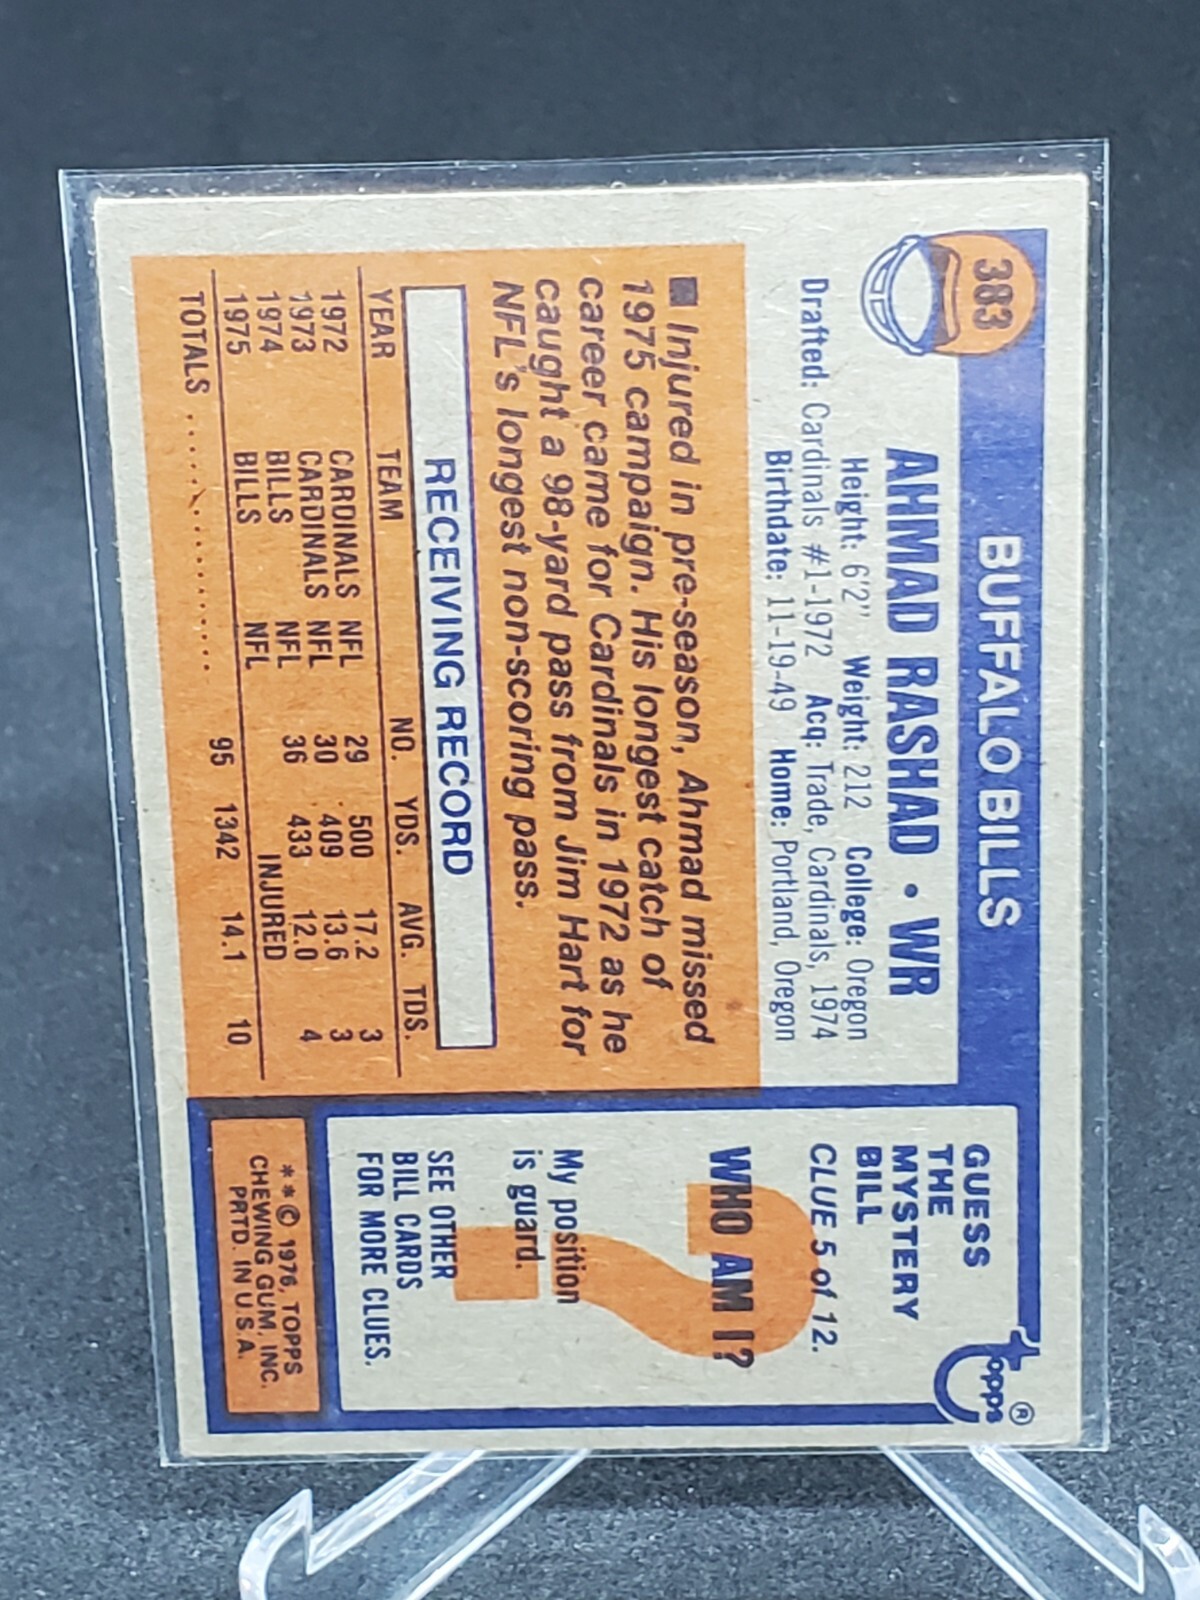 383
BUFFALO BILLS
AHMAD RASHAD • WR
Height: 6'2" Weight: 212 College: Oregon
Drafted: Cardinals #1-1972 Acq: Trade, Cardinals, 1974
Birthdate: 11-19-49 Home: Portland, Oregon
■ Injured in pre-season, Ahmad missed
1975 campaign. His longest catch of
career came for Cardinals in 1972 as he
caught a 98-yard pass from Jim Hart for
NFL's longest non-scoring pass.
RECEIVING RECORD
YEAR TEAM NO. YDS. AVG. TDS.
1972 CARDINALS NFL 29 500 17.2 3
1973 CARDINALS NFL 30 409 13.6 3
1974 BILLS NFL 36 433 12.0 4
1975 BILLS NFL INJURED
TOTALS .................... 95 1342 14.1 10
topps®
GUESS
THE
MYSTERY
BILL
CLUE 5 of 12.
WHO AM I?
?
My position
is guard.
SEE OTHER
BILL CARDS
FOR MORE CLUES.
**© 1976, TOPPS
CHEWING GUM, INC.
PRTD. IN U.S.A.